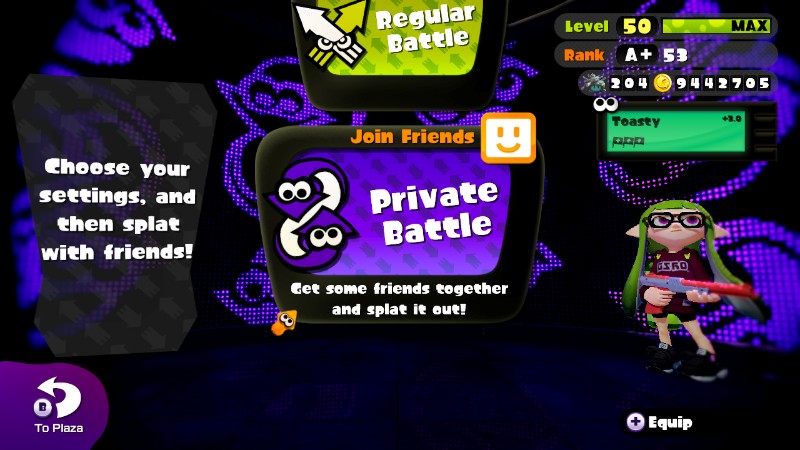 Regular
Battle
Level 50 MAX
Rank A+ 53
204 9442705
Toasty +2.0
Join Friends
Private
Battle
Get some friends together
and splat it out!
Choose your
settings, and
then splat
with friends!
B
To Plaza
Equip